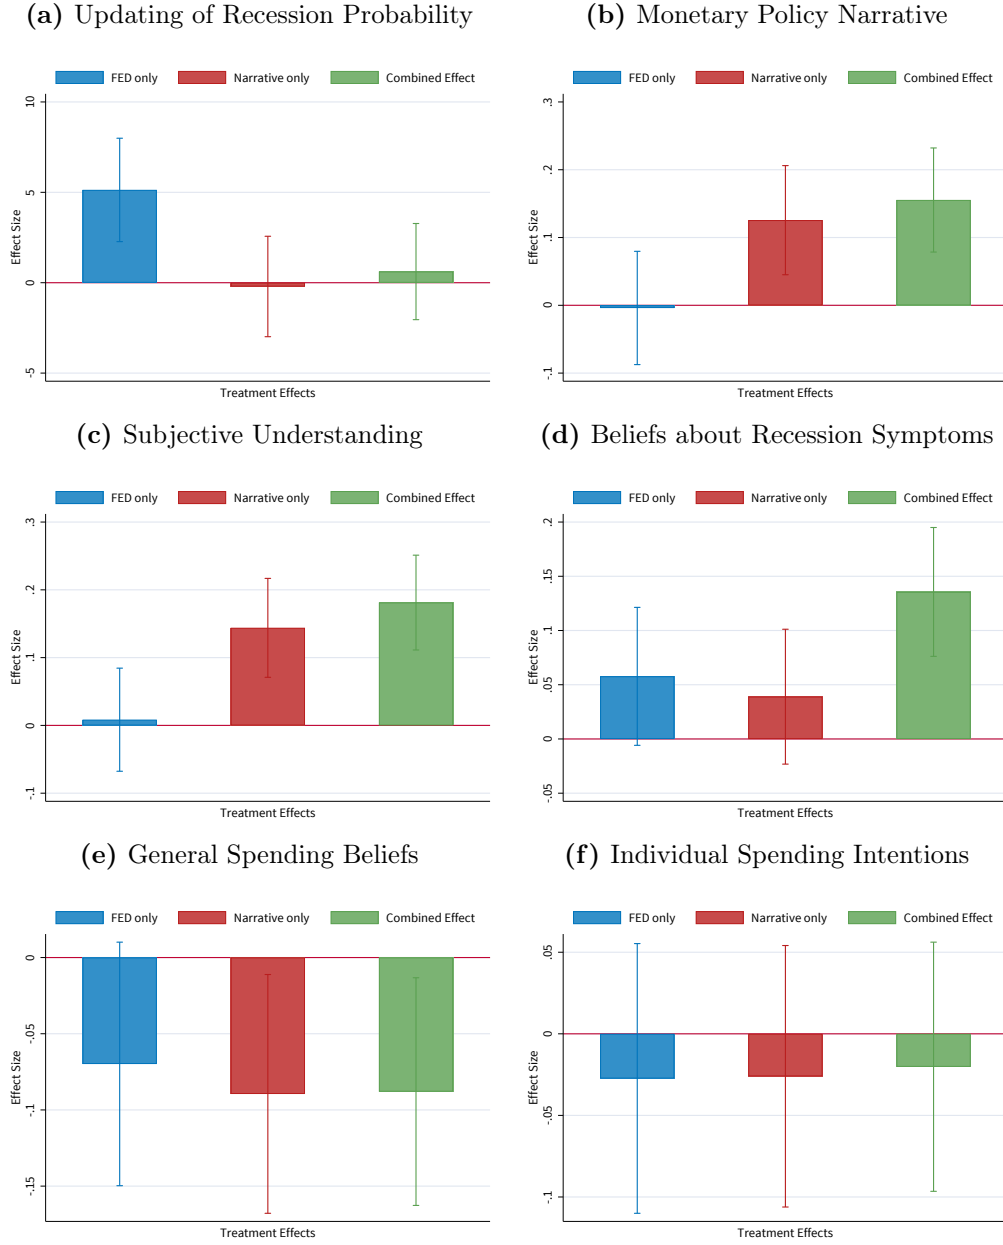 (a) Updating of Recession Probability
FED only Narrative only Combined Effect
10
5
0
-5
Effect Size
Treatment Effects
(b) Monetary Policy Narrative
FED only Narrative only Combined Effect
.3
.2
.1
0
-.1
Effect Size
Treatment Effects
(c) Subjective Understanding
FED only Narrative only Combined Effect
.3
.2
.1
0
-.1
Effect Size
Treatment Effects
(d) Beliefs about Recession Symptoms
FED only Narrative only Combined Effect
.2
.15
.1
.05
0
-.05
Effect Size
Treatment Effects
(e) General Spending Beliefs
FED only Narrative only Combined Effect
0
-.05
-.1
-.15
Effect Size
Treatment Effects
(f) Individual Spending Intentions
FED only Narrative only Combined Effect
.05
0
-.05
-.1
Effect Size
Treatment Effects